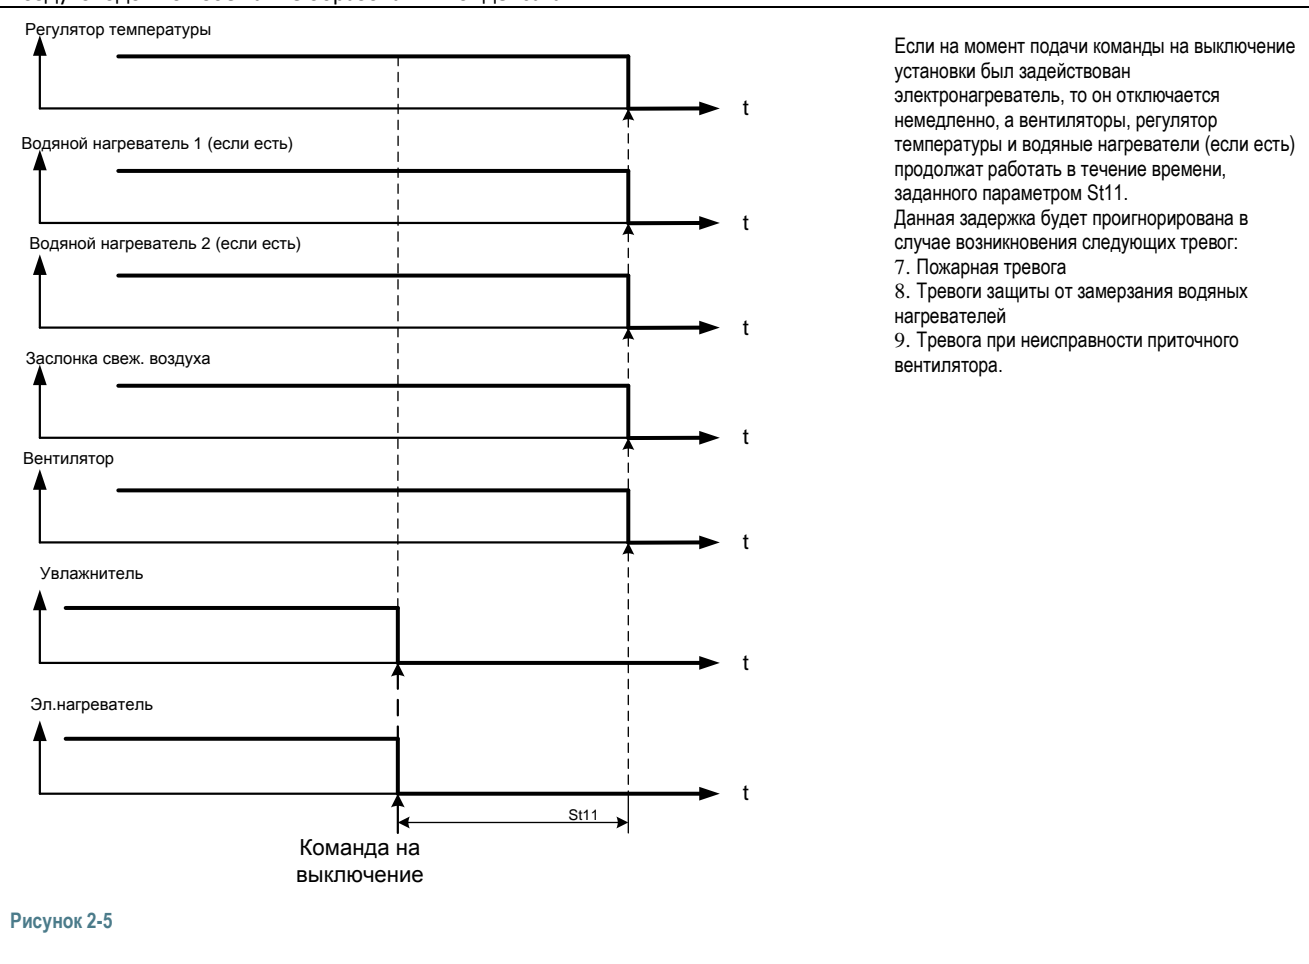 Регулятор температуры
t
Водяной нагреватель 1 (если есть)
t
Водяной нагреватель 2 (если есть)
t
Заслонка свеж. воздуха
t
Вентилятор
t
Увлажнитель
t
Эл.нагреватель
t
St11
Команда на
выключение
Если на момент подачи команды на выключение
установки был задействован
электронагреватель, то он отключается
немедленно, а вентиляторы, регулятор
температуры и водяные нагреватели (если есть)
продолжат работать в течение времени,
заданного параметром St11.
Данная задержка будет проигнорирована в
случае возникновения следующих тревог:
7. Пожарная тревога
8. Тревоги защиты от замерзания водяных
нагревателей
9. Тревога при неисправности приточного
вентилятора.
Рисунок 2-5